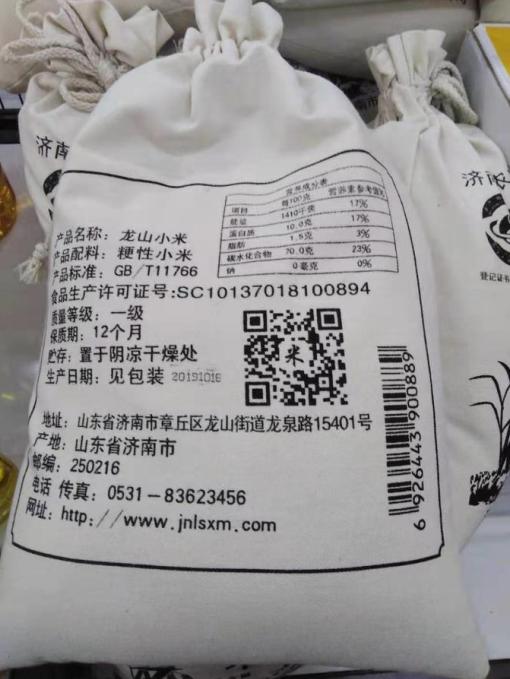 济南
济南
营养成分表
项目 每100克 营养素参考值%
能量 1410千焦 17%
蛋白质 10.0克 17%
脂肪 1.5克 3%
碳水化合物 70.0克 23%
钠 0毫克 0%
产品名称：龙山小米
产品配料：粳性小米
产品标准：GB/T11766
食品生产许可证号：SC10137018100894
质量等级：一级
保质期：12个月
贮存：置于阴凉干燥处
生产日期：见包装 20191016
米
地址：山东省济南市章丘区龙山街道龙泉路15401号
产地：山东省济南市
邮编：250216
电话 传真：0531－83623456
网址：http://www.jnlsxm.com
6 926443 900889
登记证书